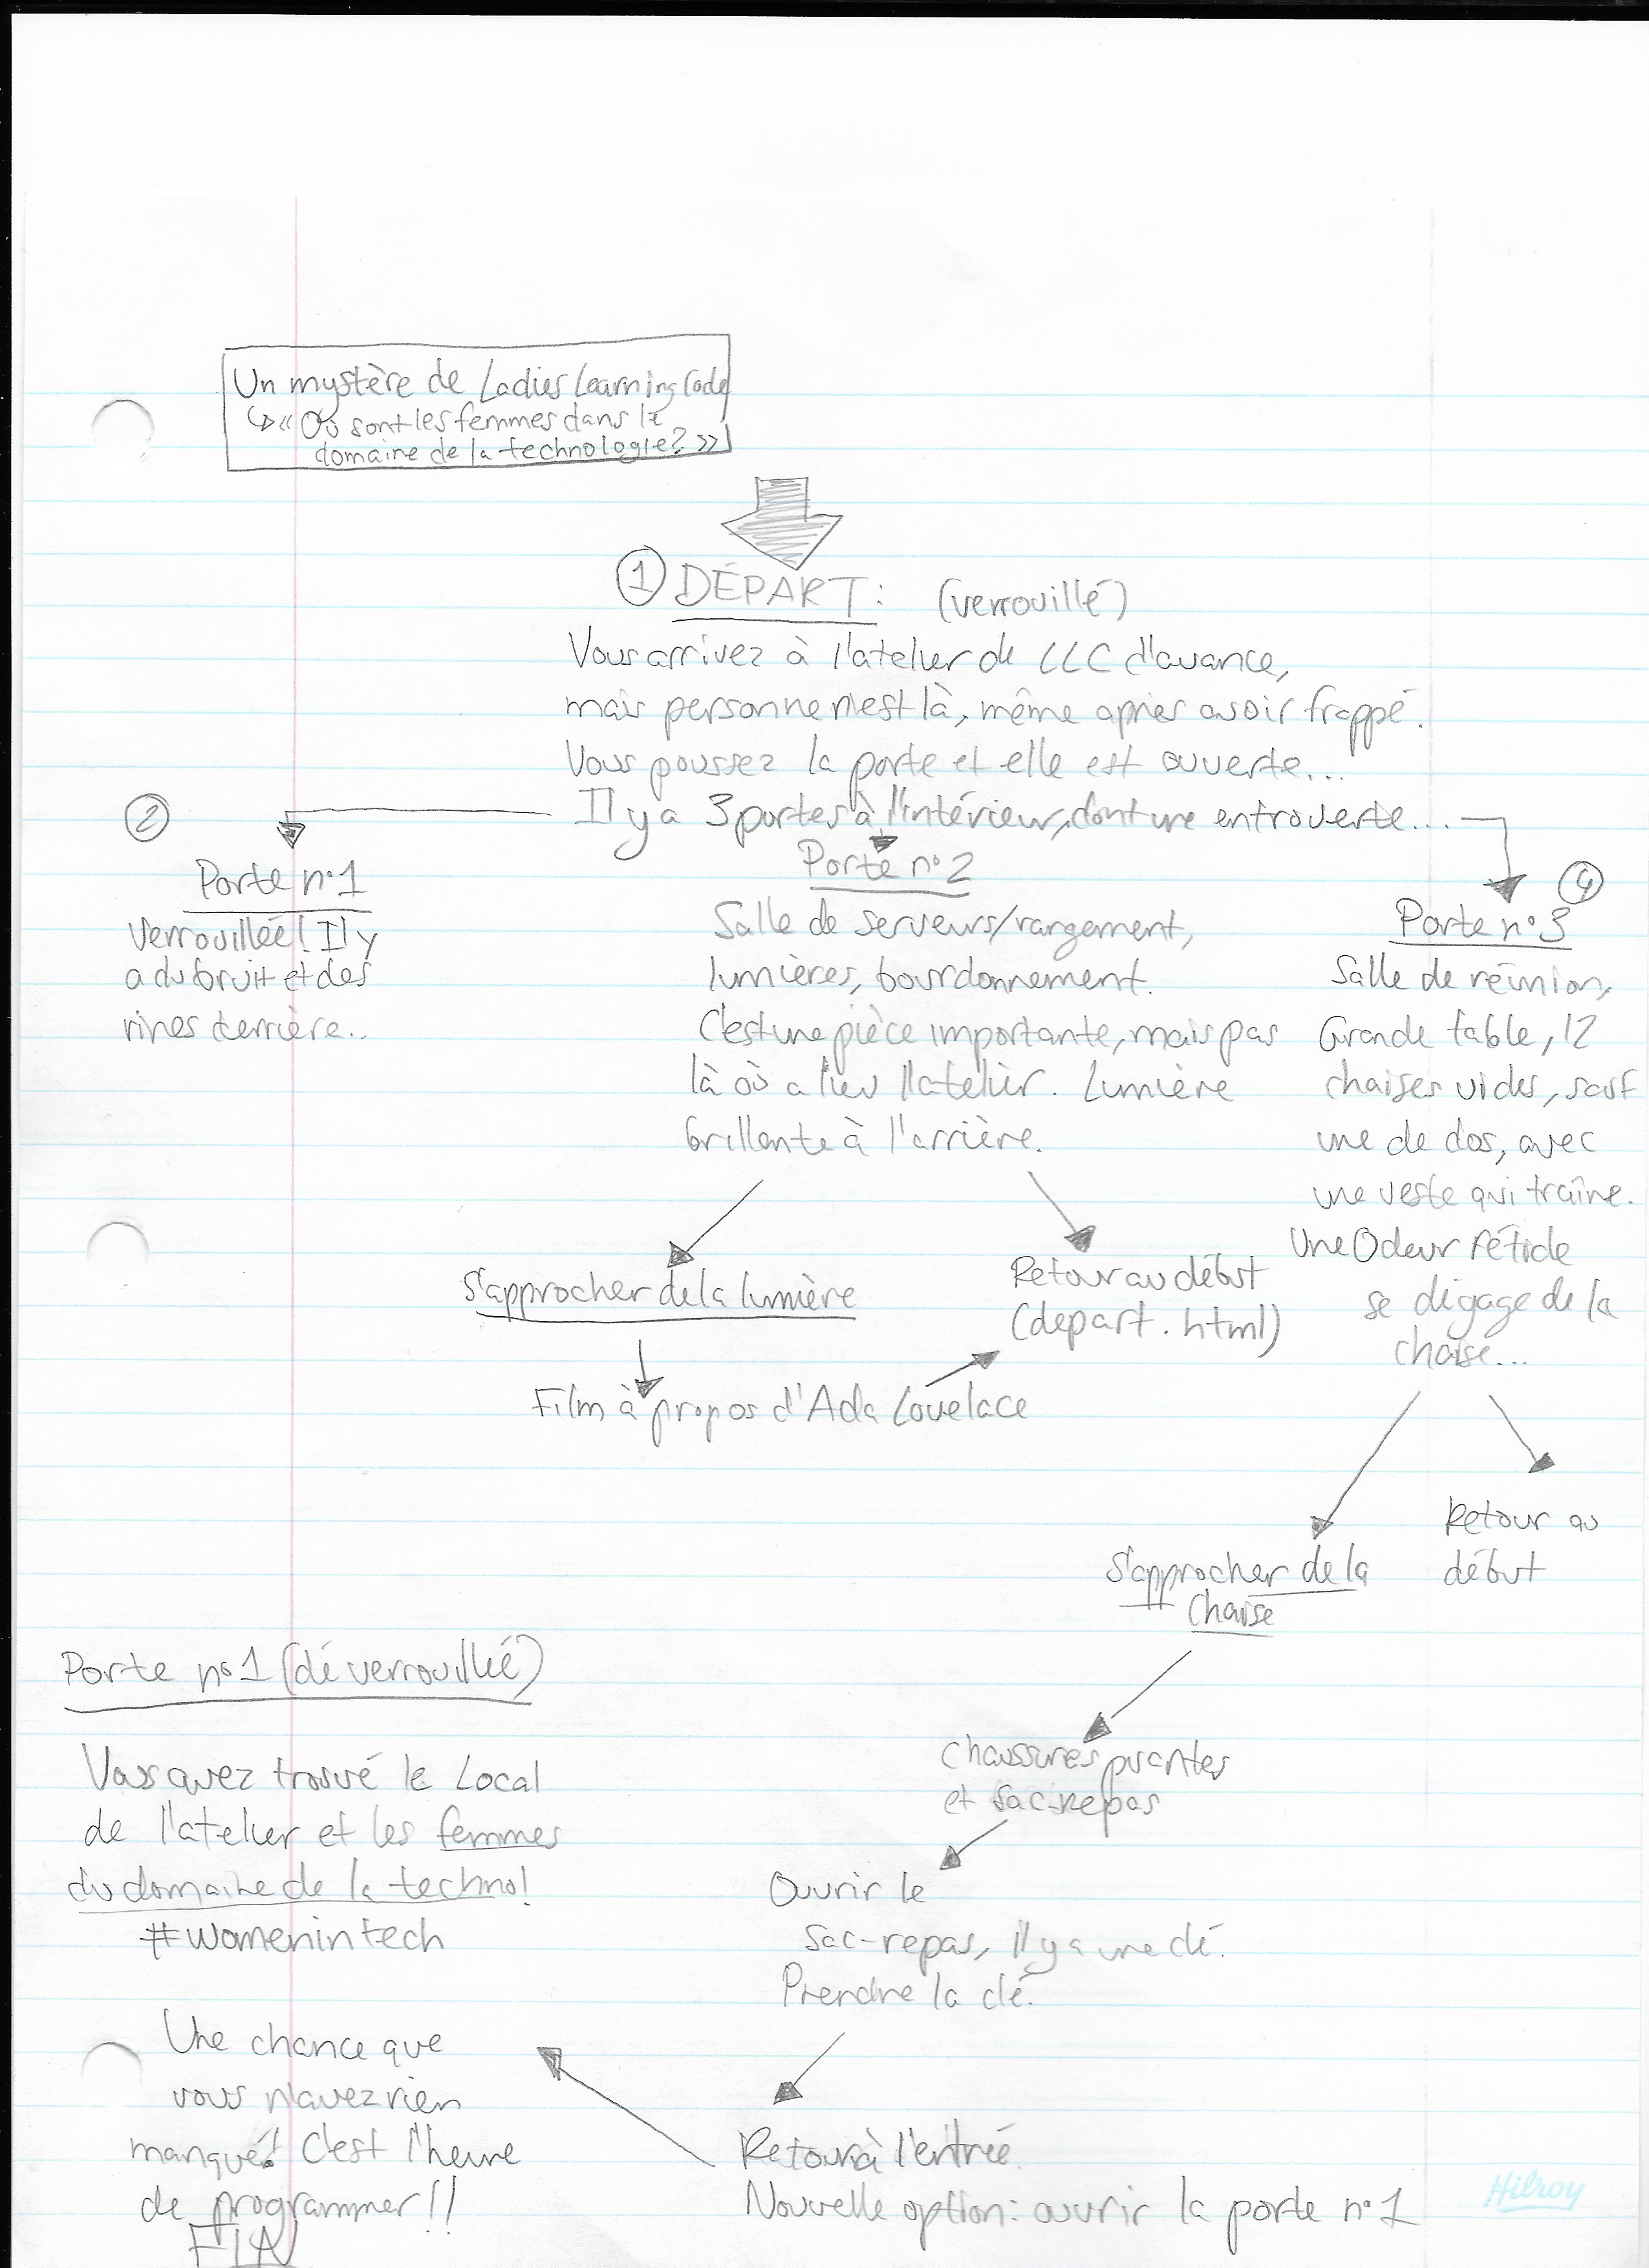 Un mystère de Ladies Learning Code
↳ « Où sont les femmes dans le
domaine de la technologie? »
① DÉPART: (verrouillé)
Vous arrivez à l'atelier de LLC d'avance,
mais personne n'est là, même après avoir frappé.
Vous poussez la porte et elle est ouverte...
Il y a 3 portes à l'intérieur, dont une entrouverte...
②
Porte n°1
Verrouillée! Il y
a du bruit et des
rires derrière...
Porte n°2
Salle de serveurs/rangement,
lumières, bourdonnement.
C'est une pièce importante, mais pas
là où a lieu l'atelier. Lumière
brillante à l'arrière.
S'approcher de la lumière
Film à propos d'Ada Lovelace
Retour au début
(depart.html)
④
Porte n°3
Salle de réunion,
Grande table, 12
chaises vides, sauf
une de dos, avec
une veste qui traîne.
Une Odeur fétide
se dégage de la
chaise...
Retour au
début
S'approcher de la
Chaise
Chaussures puantes
et sac-repas
Ouvrir le
sac-repas, il y a une clé.
Prendre la clé.
Retour à l'entrée.
Nouvelle option: ouvrir la porte n°1
Porte n°1 (déverrouillé)
Vous avez trouvé le Local
de l'atelier et les femmes
du domaine de la techno!
#womenintech
Une chance que
vous n'avez rien
manqué! C'est l'heure
de programmer!!
FIN
Hilroy